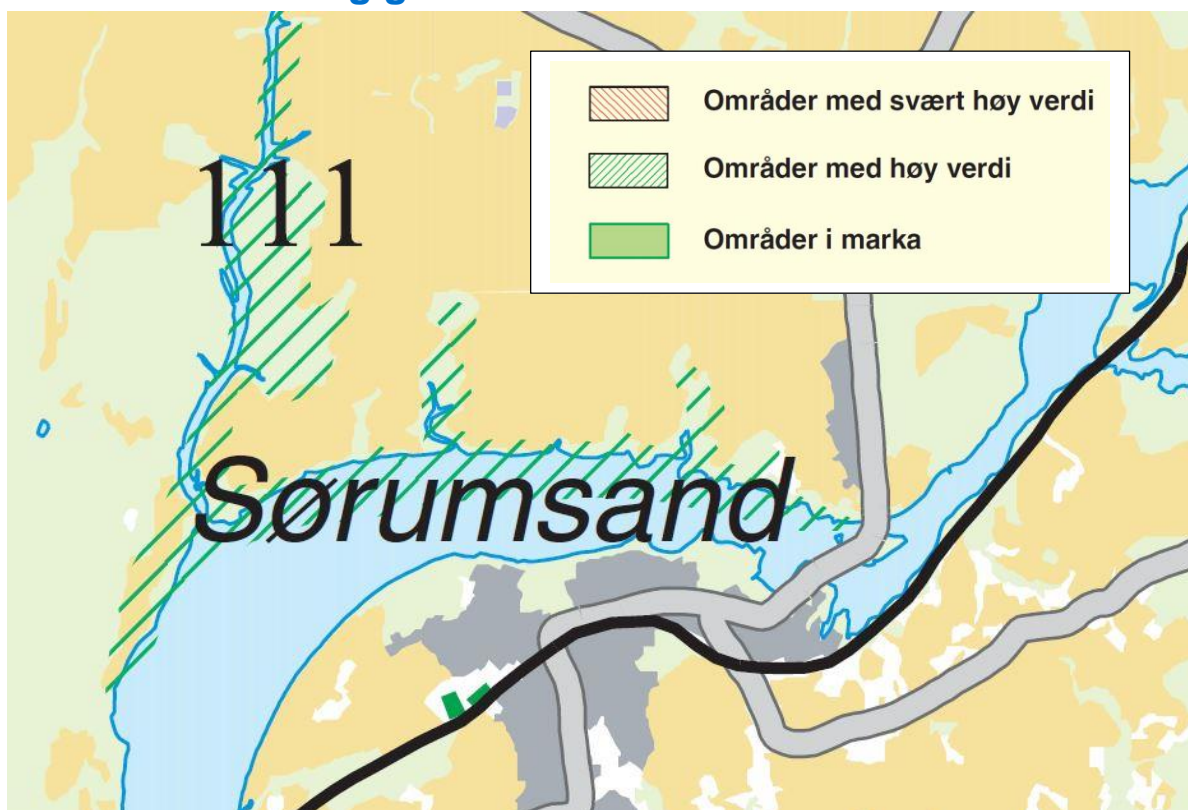 Områder med svært høy verdi
Områder med høy verdi
Områder i marka
111
Sørumsand